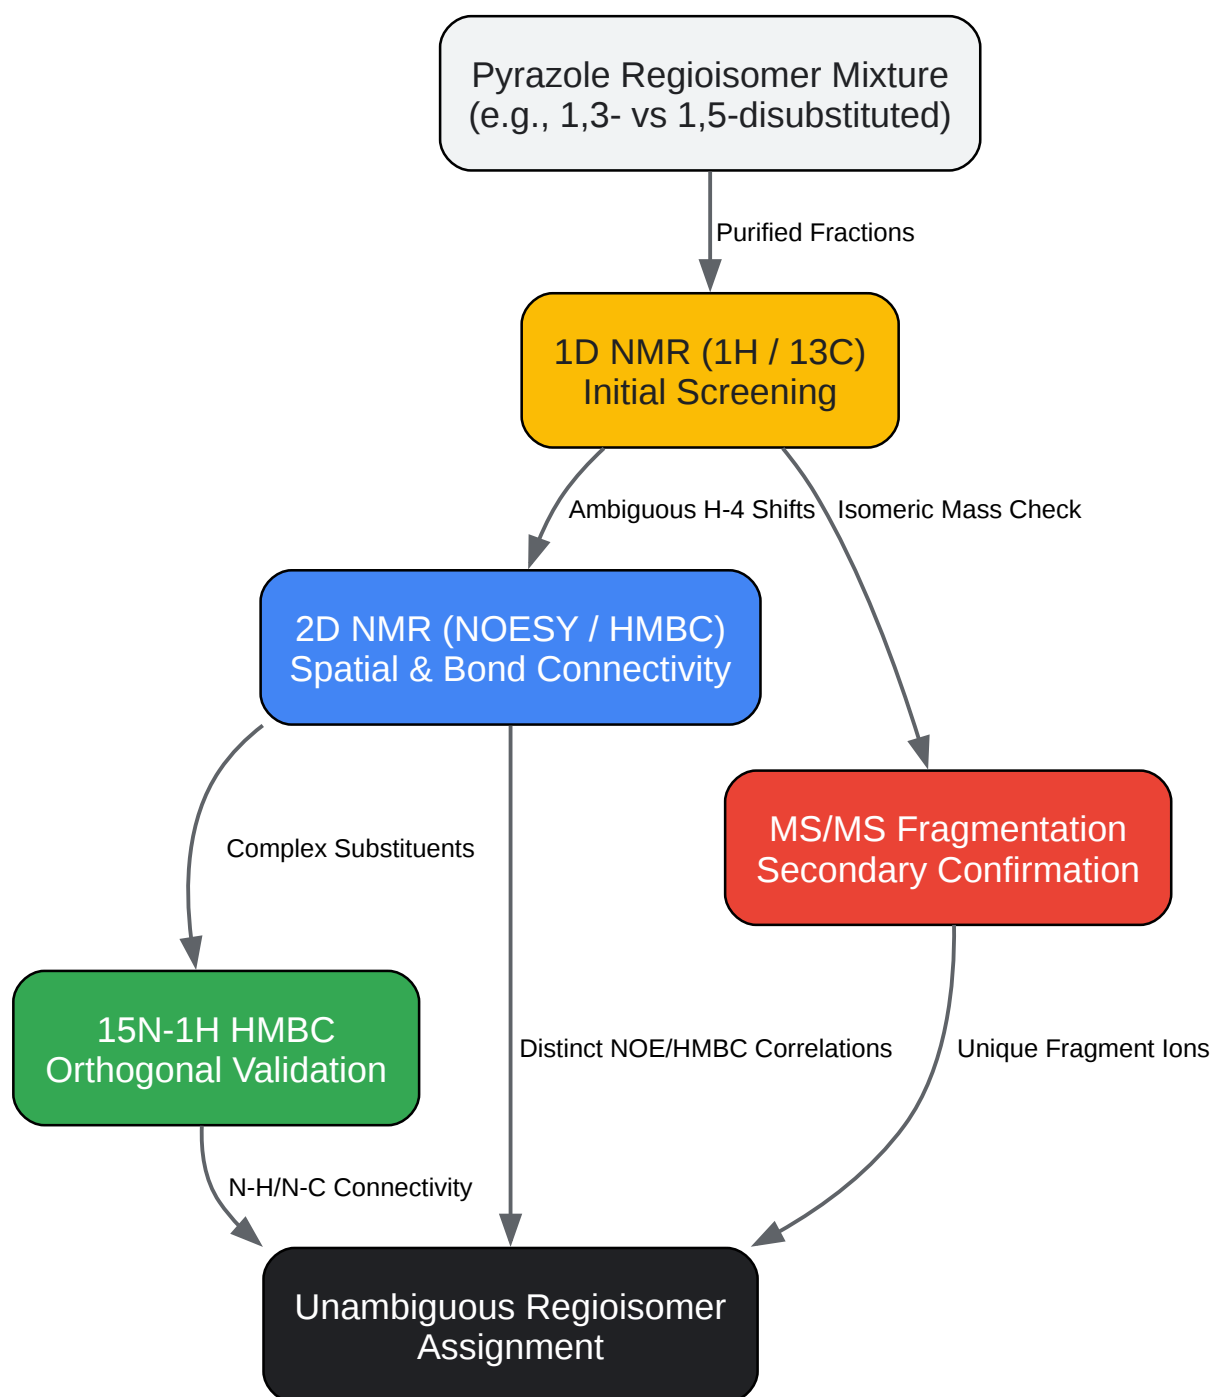 Pyrazole Regioisomer Mixture
(e.g., 1,3- vs 1,5-disubstituted)
Purified Fractions
1D NMR (1H / 13C)
Initial Screening
Ambiguous H-4 Shifts
Isomeric Mass Check
2D NMR (NOESY / HMBC)
Spatial & Bond Connectivity
MS/MS Fragmentation
Secondary Confirmation
Complex Substituents
15N-1H HMBC
Orthogonal Validation
Distinct NOE/HMBC Correlations
Unique Fragment Ions
N-H/N-C Connectivity
Unambiguous Regioisomer
Assignment